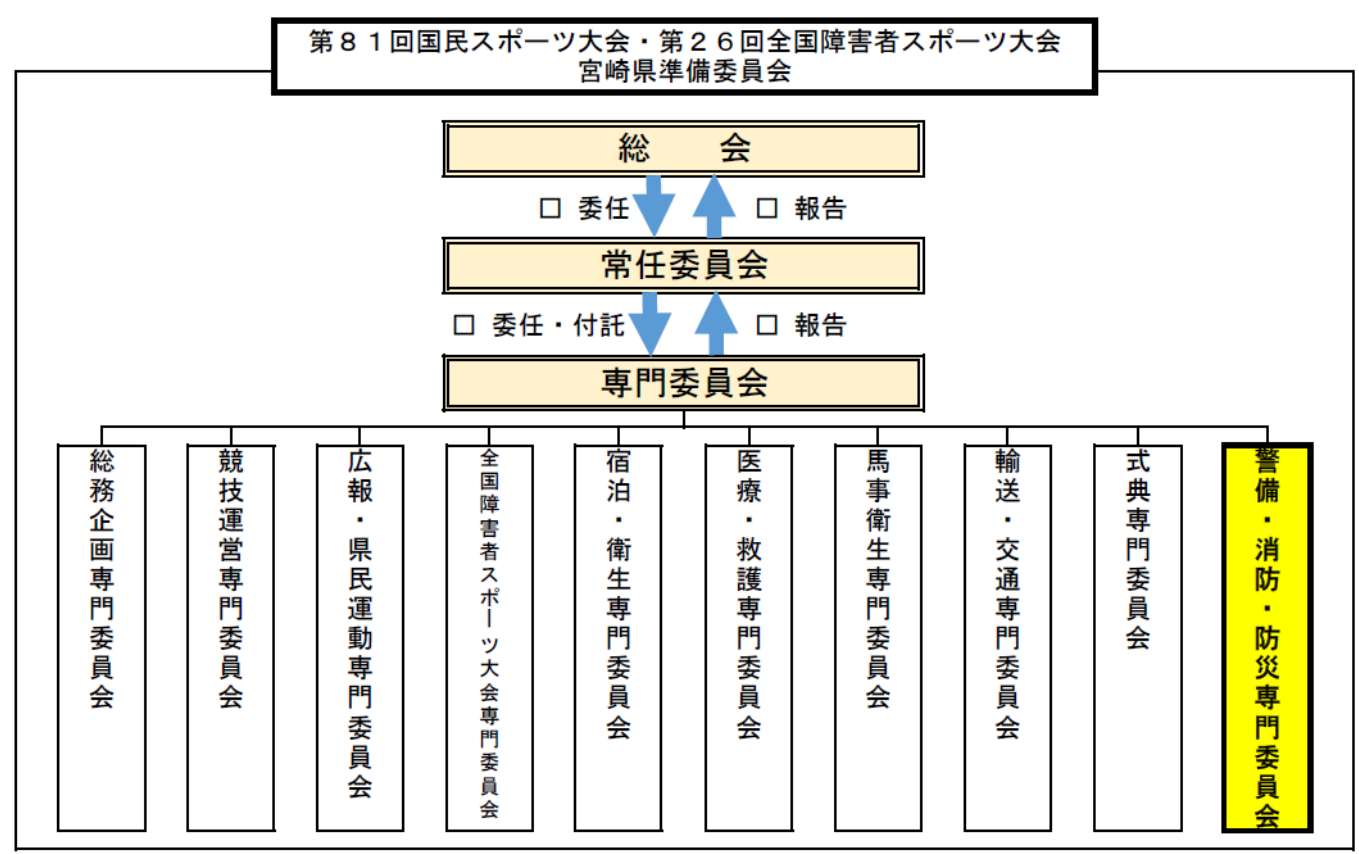 第８１回国民スポーツ大会・第２６回全国障害者スポーツ大会
宮崎県準備委員会
総　　会
□ 委任
□ 報告
常任委員会
□ 委任・付託
□ 報告
専門委員会
総務企画専門委員会
競技運営専門委員会
広報・県民運動専門委員会
全国障害者スポーツ大会専門委員会
宿泊・衛生専門委員会
医療・救護専門委員会
馬事衛生専門委員会
輸送・交通専門委員会
式典専門委員会
警備・消防・防災専門委員会